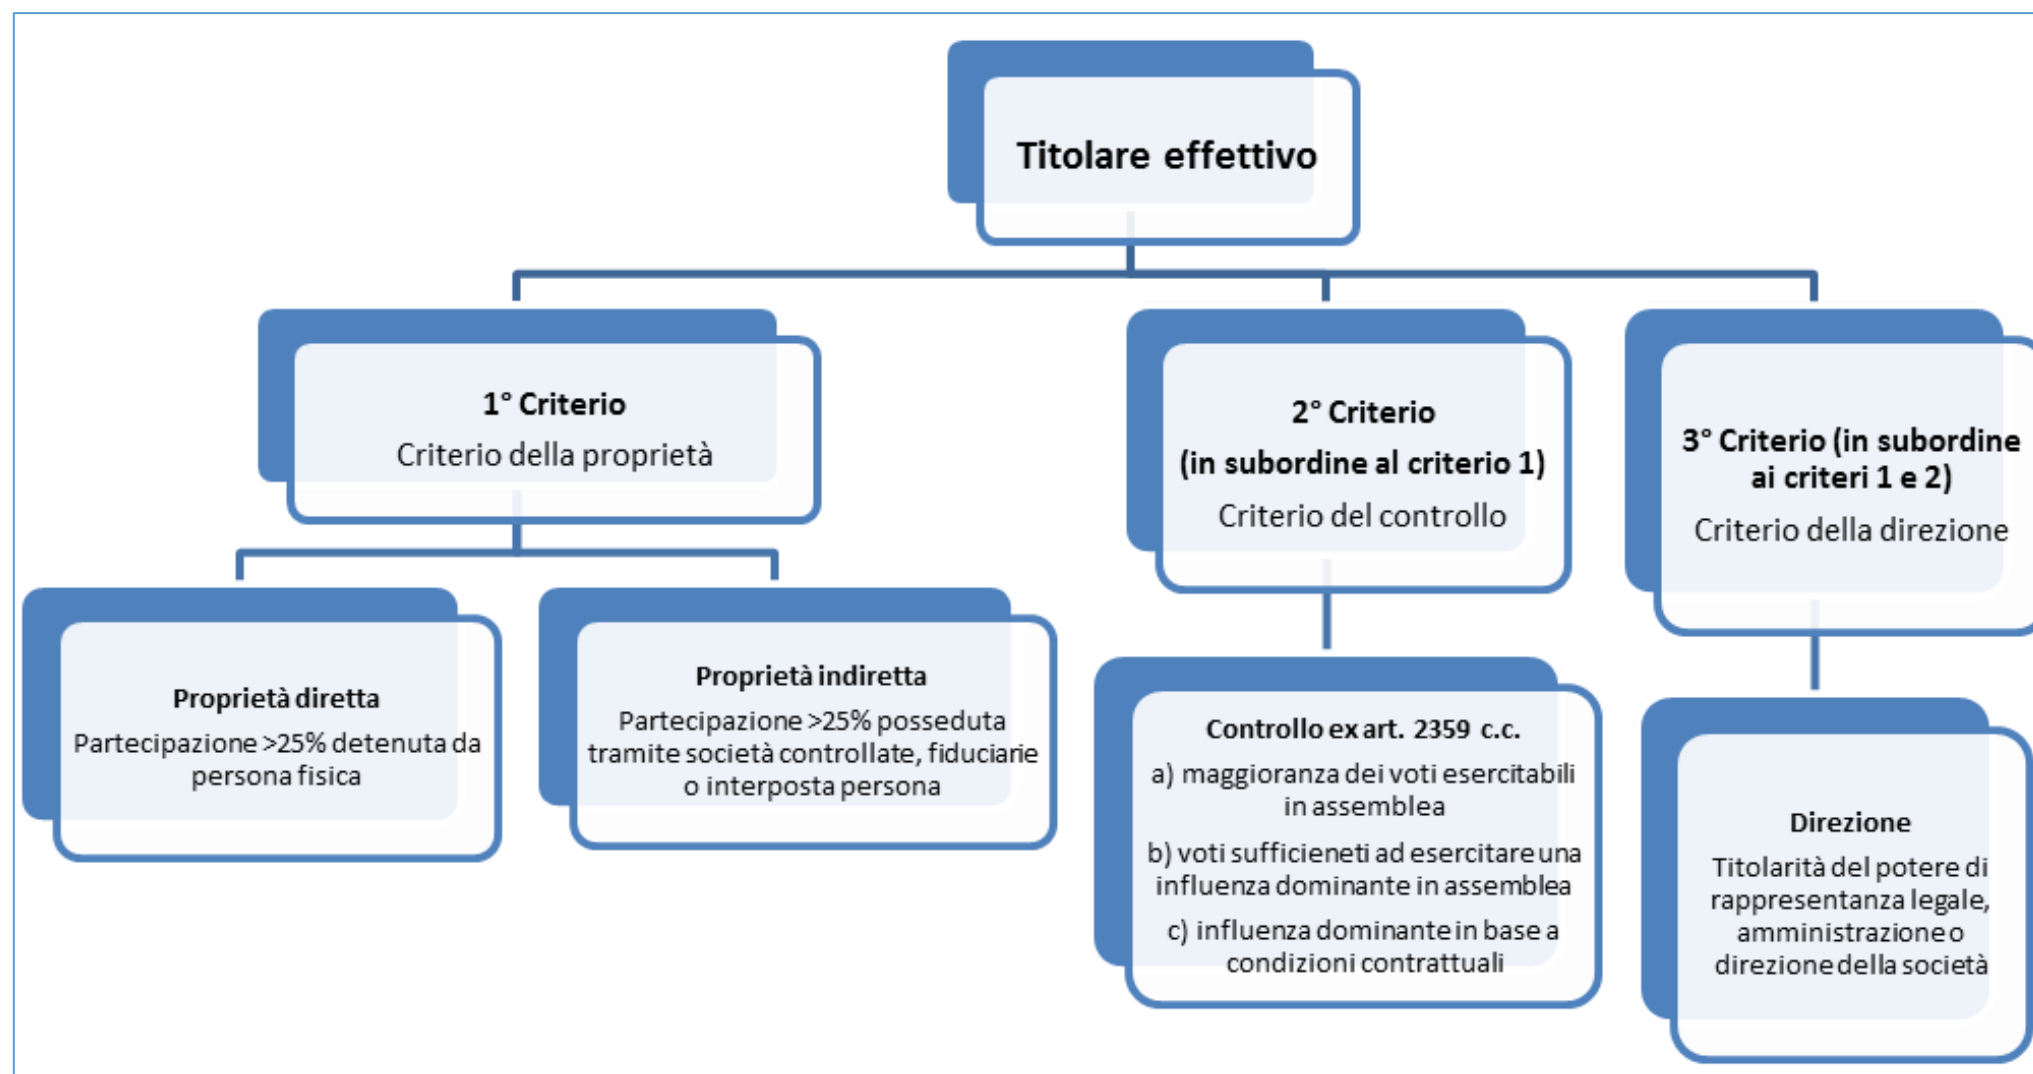 Titolare effettivo
1° Criterio
Criterio della proprietà
2° Criterio
(in subordine al criterio 1)
Criterio del controllo
3° Criterio (in subordine
ai criteri 1 e 2)
Criterio della direzione
Proprietà diretta
Partecipazione >25% detenuta da
persona fisica
Proprietà indiretta
Partecipazione >25% posseduta
tramite società controllate, fiduciarie
o interposta persona
Controllo ex art. 2359 c.c.
a) maggioranza dei voti esercitabili
in assemblea
b) voti sufficieneti ad esercitare una
influenza dominante in assemblea
c) influenza dominante in base a
condizioni contrattuali
Direzione
Titolarità del potere di
rappresentanza legale,
amministrazione o
direzione della società